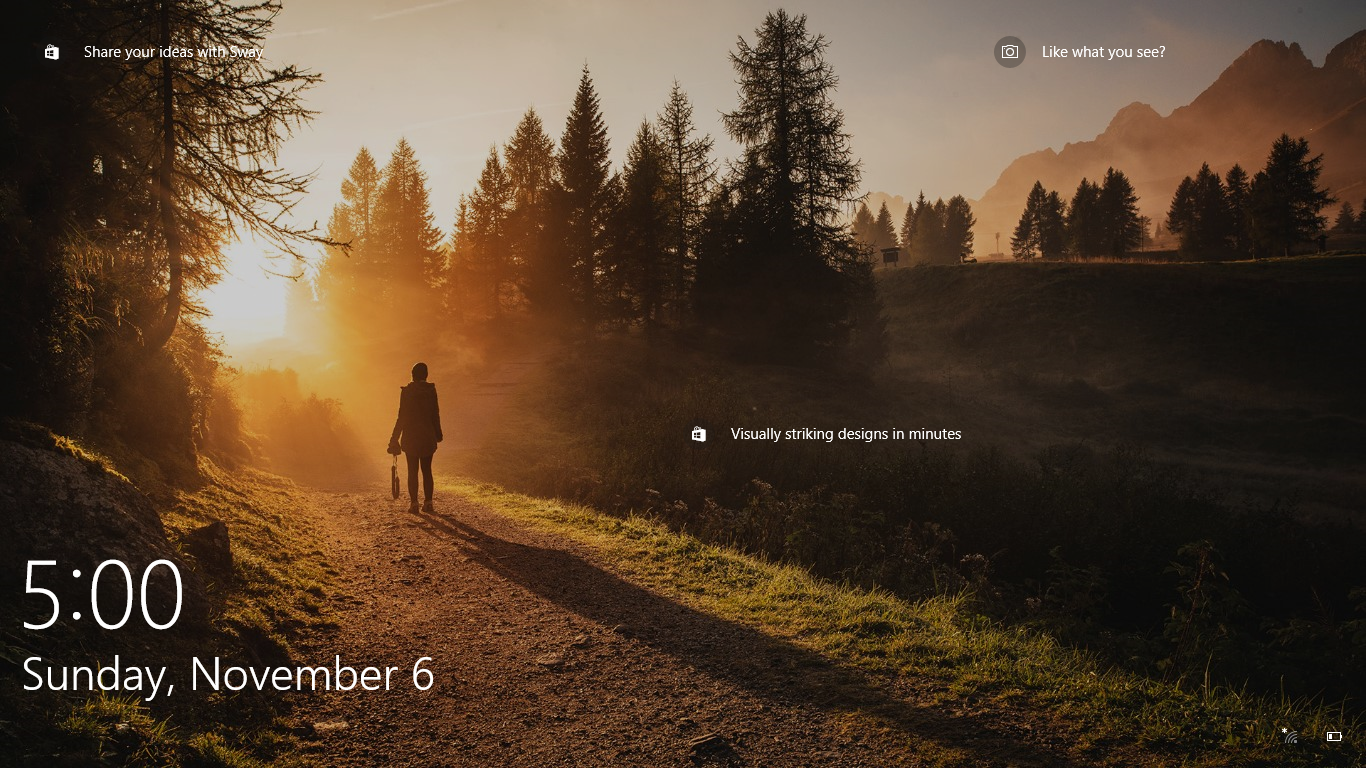 Share your ideas with Sway
Like what you see?
Visually striking designs in minutes
5:00
Sunday, November 6